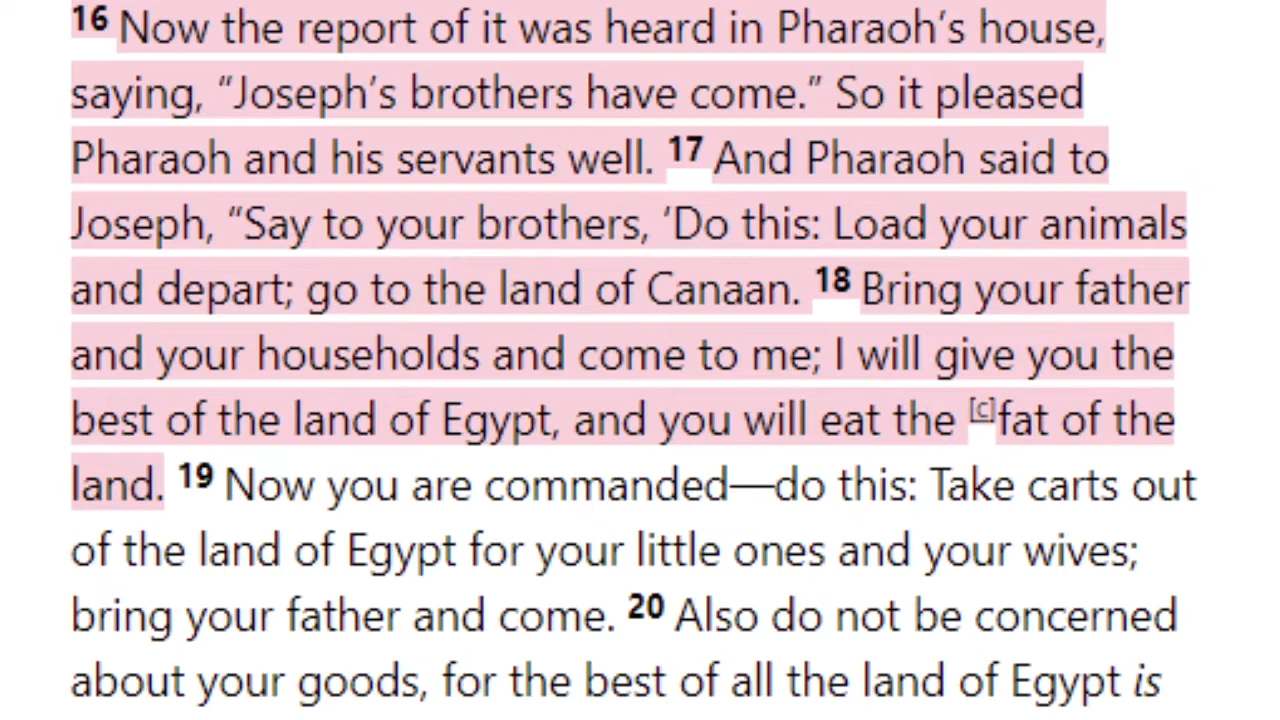 16 Now the report of it was heard in Pharaoh’s house,
saying, “Joseph’s brothers have come.” So it pleased
Pharaoh and his servants well. 17 And Pharaoh said to
Joseph, “Say to your brothers, ‘Do this: Load your animals
and depart; go to the land of Canaan. 18 Bring your father
and your households and come to me; I will give you the
best of the land of Egypt, and you will eat the [c]fat of the
land. 19 Now you are commanded—do this: Take carts out
of the land of Egypt for your little ones and your wives;
bring your father and come. 20 Also do not be concerned
about your goods, for the best of all the land of Egypt is